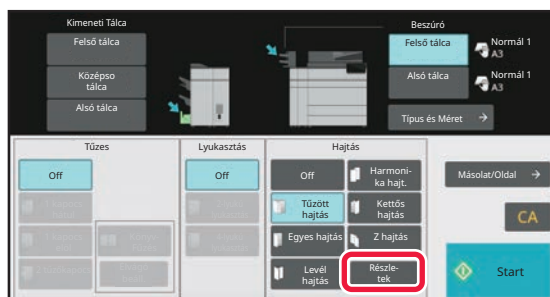 Kimeneti Tálca
Felső tálca
Középso
tálca
Alsó tálca
Beszúró
Felső tálca
Normál 1
A3
Alsó tálca
Normál 1
A3
Típus és Méret
Tűzes
Off
Lyukasztás
Off
Hajtás
Off
Harmoni-
ka hajt.
Tűzött
hajtás
Kettős
hajtás
Egyes hajtás
Z hajtás
Levél
hajtás
Részle-
tek
Másolat/Oldal
CA
Start